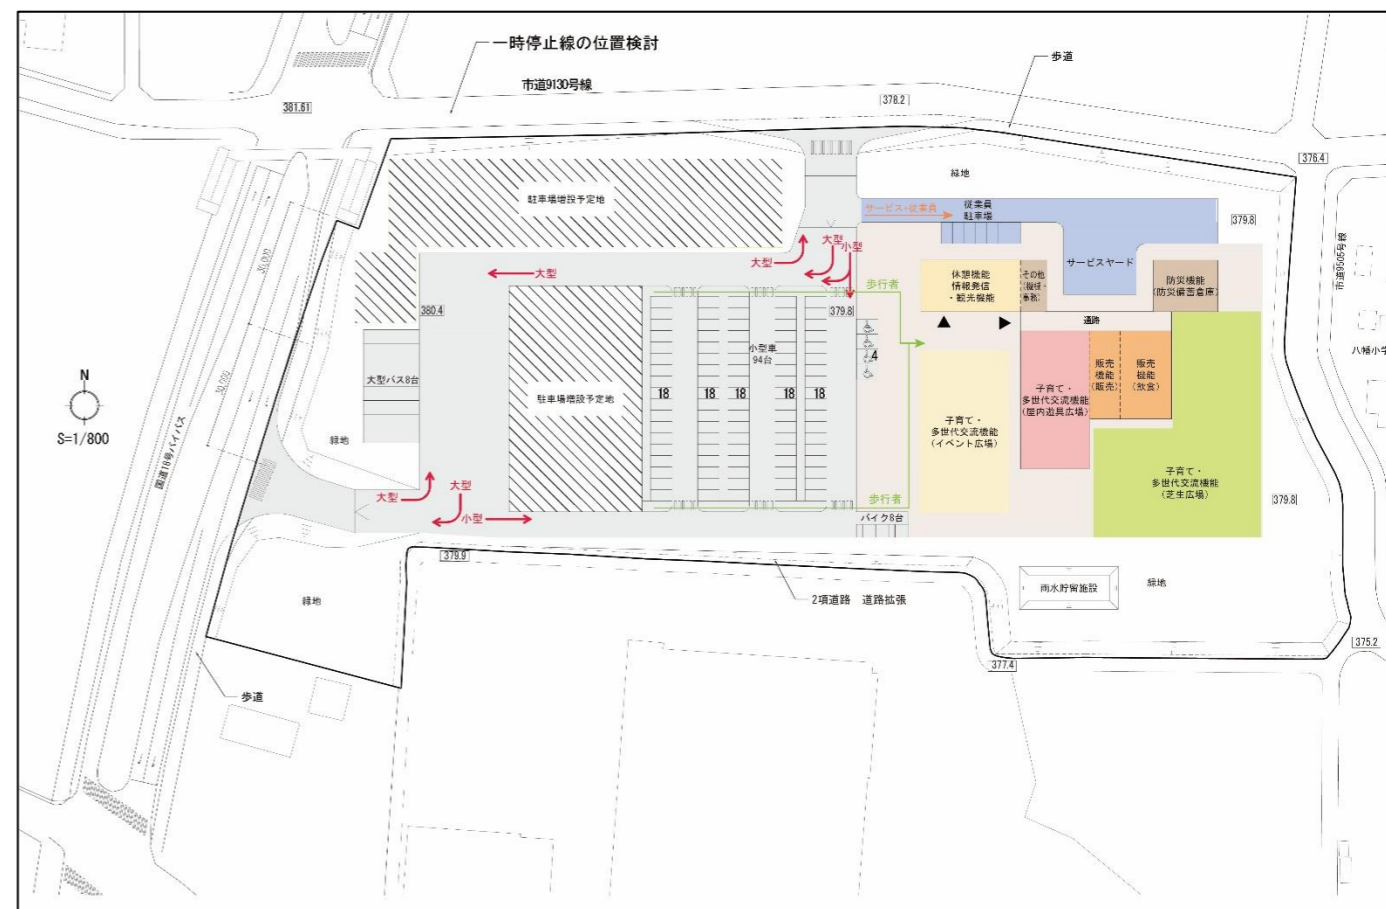 一時停止線の位置検討
歩道
市道9130号線
381.61
378.2
376.4
緑地
駐車場増設予定地
サービス・従業員
従業員
駐車場
379.8
市道9505号線
大型
大型
小型
サービスヤード
大型
歩行者
休憩機能
情報発信
・観光機能
その他
(機械・
事務)
防災機能
(防災備蓄倉庫)
30,000
380.4
379.8
通路
八幡小学
小型車
94台
4
大型バス8台
販売
機能
(販売)
販売
機能
(飲食)
N
S=1/800
30,000
駐車場増設予定地
18
18
18
18
18
子育て・
多世代交流機能
(屋内遊具広場)
子育て・
多世代交流機能
(イベント広場)
緑地
国道18号バイパス
子育て・
多世代交流機能
(芝生広場)
大型
小型
歩行者
バイク8台
379.8
379.9
雨水貯留施設
緑地
緑地
2項道路 道路拡張
375.2
377.4
歩道